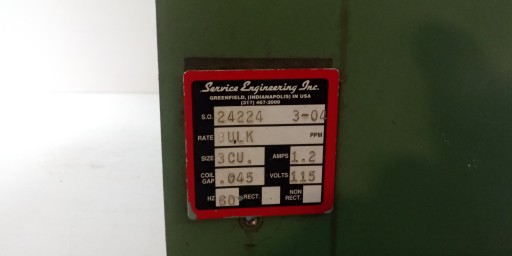 Service Engineering Inc.
GREENFIELD, (INDIANAPOLIS) IN USA
(317) 467-2000
S.O. 24224 3-04
RATE BULK PPM
SIZE 3CU. AMPS 1.2
COIL GAP .045 VOLTS 115
HZ 60 RECT. NON RECT.